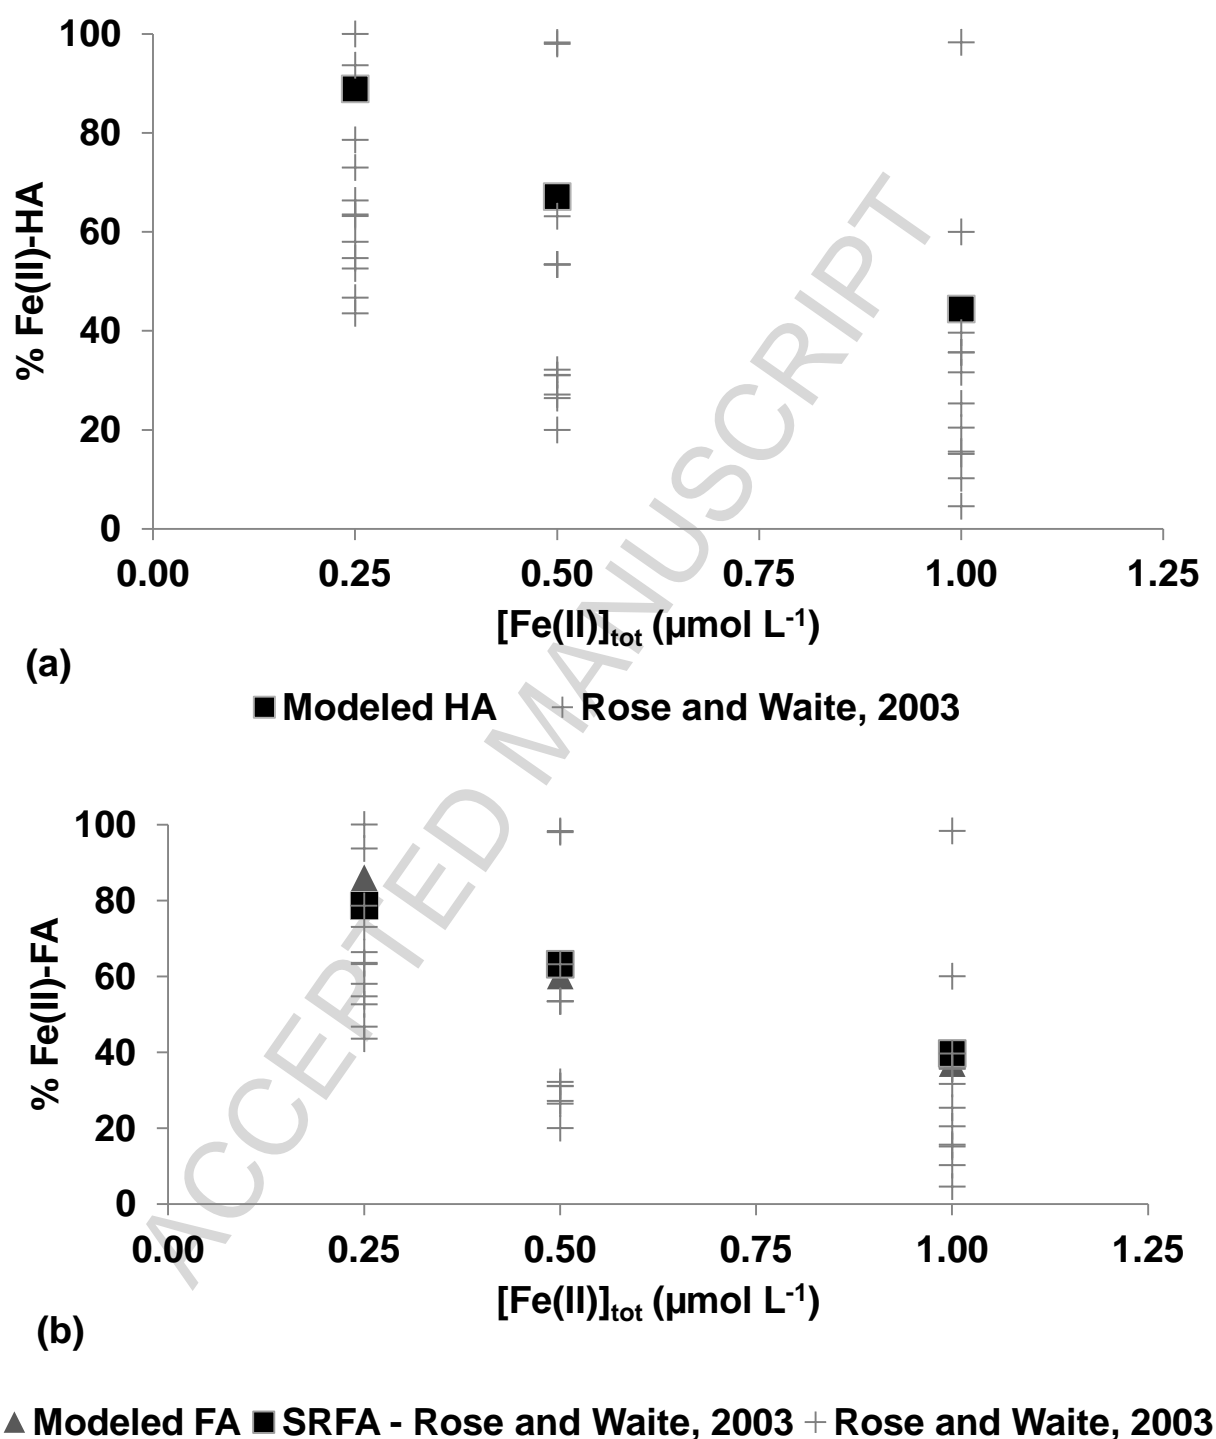 100
80
60
40
20
0
% Fe(II)-HA
0.00 0.25 0.50 0.75 1.00 1.25
[Fe(II)]tot (µmol L-1)
(a)
Modeled HA Rose and Waite, 2003
100
80
60
40
20
0
% Fe(II)-FA
0.00 0.25 0.50 0.75 1.00 1.25
[Fe(II)]tot (µmol L-1)
(b)
Modeled FA SRFA - Rose and Waite, 2003 Rose and Waite, 2003
ACCEPTED MANUSCRIPT